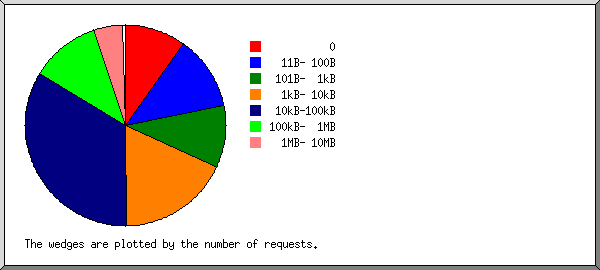 0
11B- 100B
101B- 1kB
1kB- 10kB
10kB-100kB
100kB- 1MB
1MB- 10MB
The wedges are plotted by the number of requests.